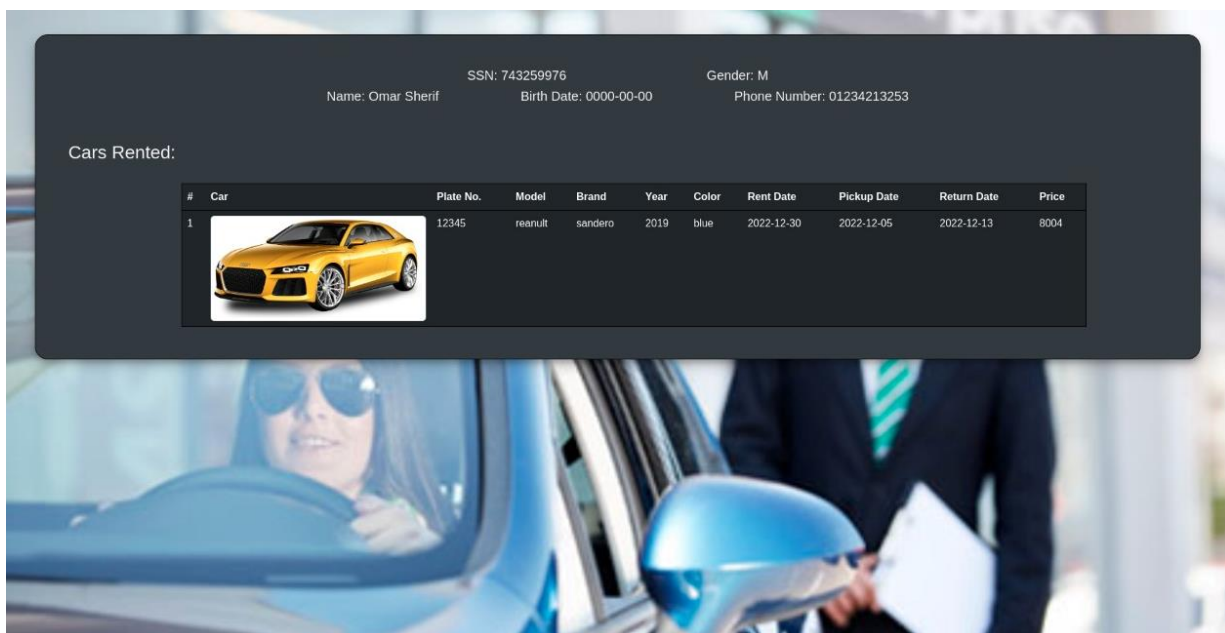 SSN: 743259976 Gender: M
Name: Omar Sherif Birth Date: 0000-00-00 Phone Number: 01234213253
Cars Rented:
# Car Plate No. Model Brand Year Color Rent Date Pickup Date Return Date Price
1 12345 reanult sandero 2019 blue 2022-12-30 2022-12-05 2022-12-13 8004